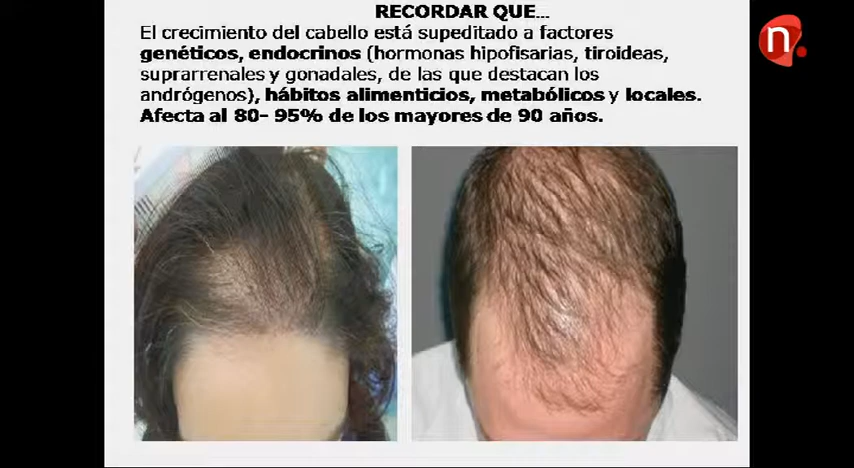 RECORDAR QUE...
El crecimiento del cabello está supeditado a factores
genéticos, endocrinos (hormonas hipofisarias, tiroideas,
suprarrenales y gonadales, de las que destacan los
andrógenos), hábitos alimenticios, metabólicos y locales.
Afecta al 80- 95% de los mayores de 90 años.
n.